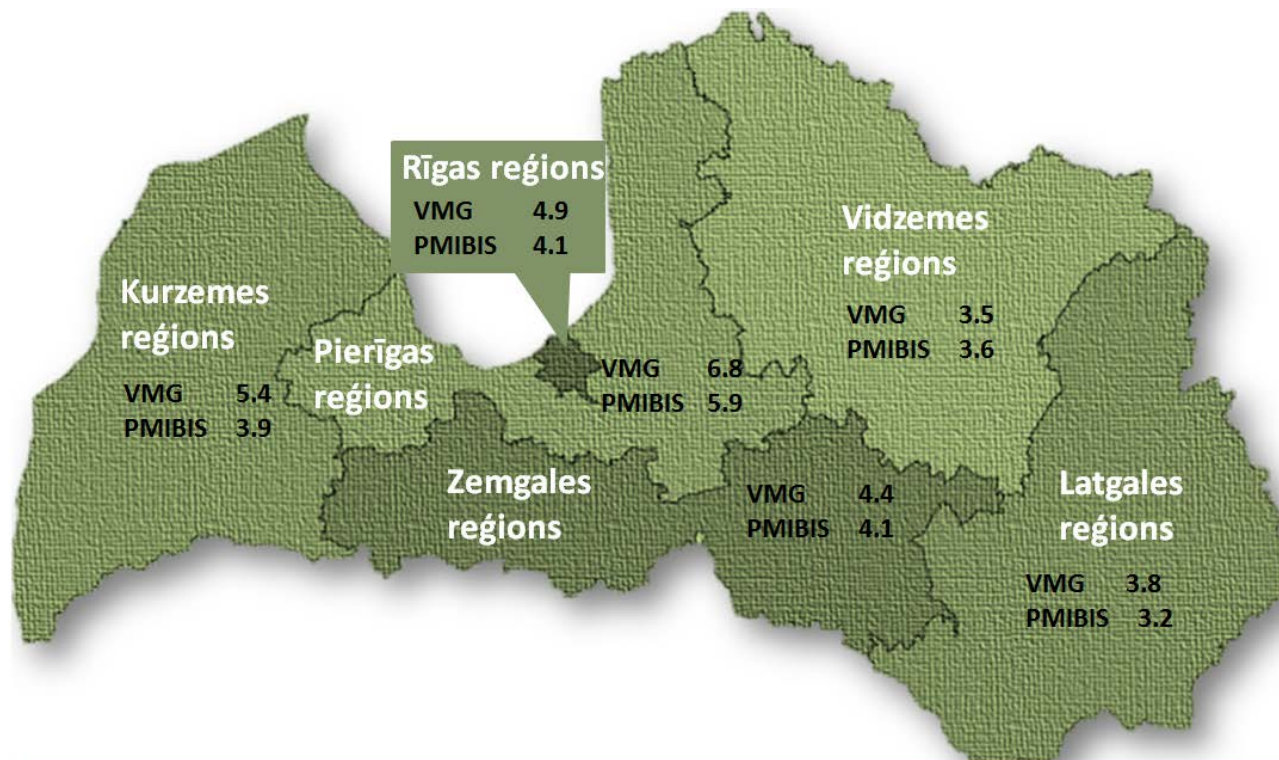 Rīgas reģions
VMG 4.9
PMIBIS 4.1
Vidzemes
reģions
VMG 3.5
PMIBIS 3.6
Kurzemes
reģions
VMG 5.4
PMIBIS 3.9
Pierīgas
reģions
VMG 6.8
PMIBIS 5.9
Zemgales
reģions
VMG 4.4
PMIBIS 4.1
Latgales
reģions
VMG 3.8
PMIBIS 3.2